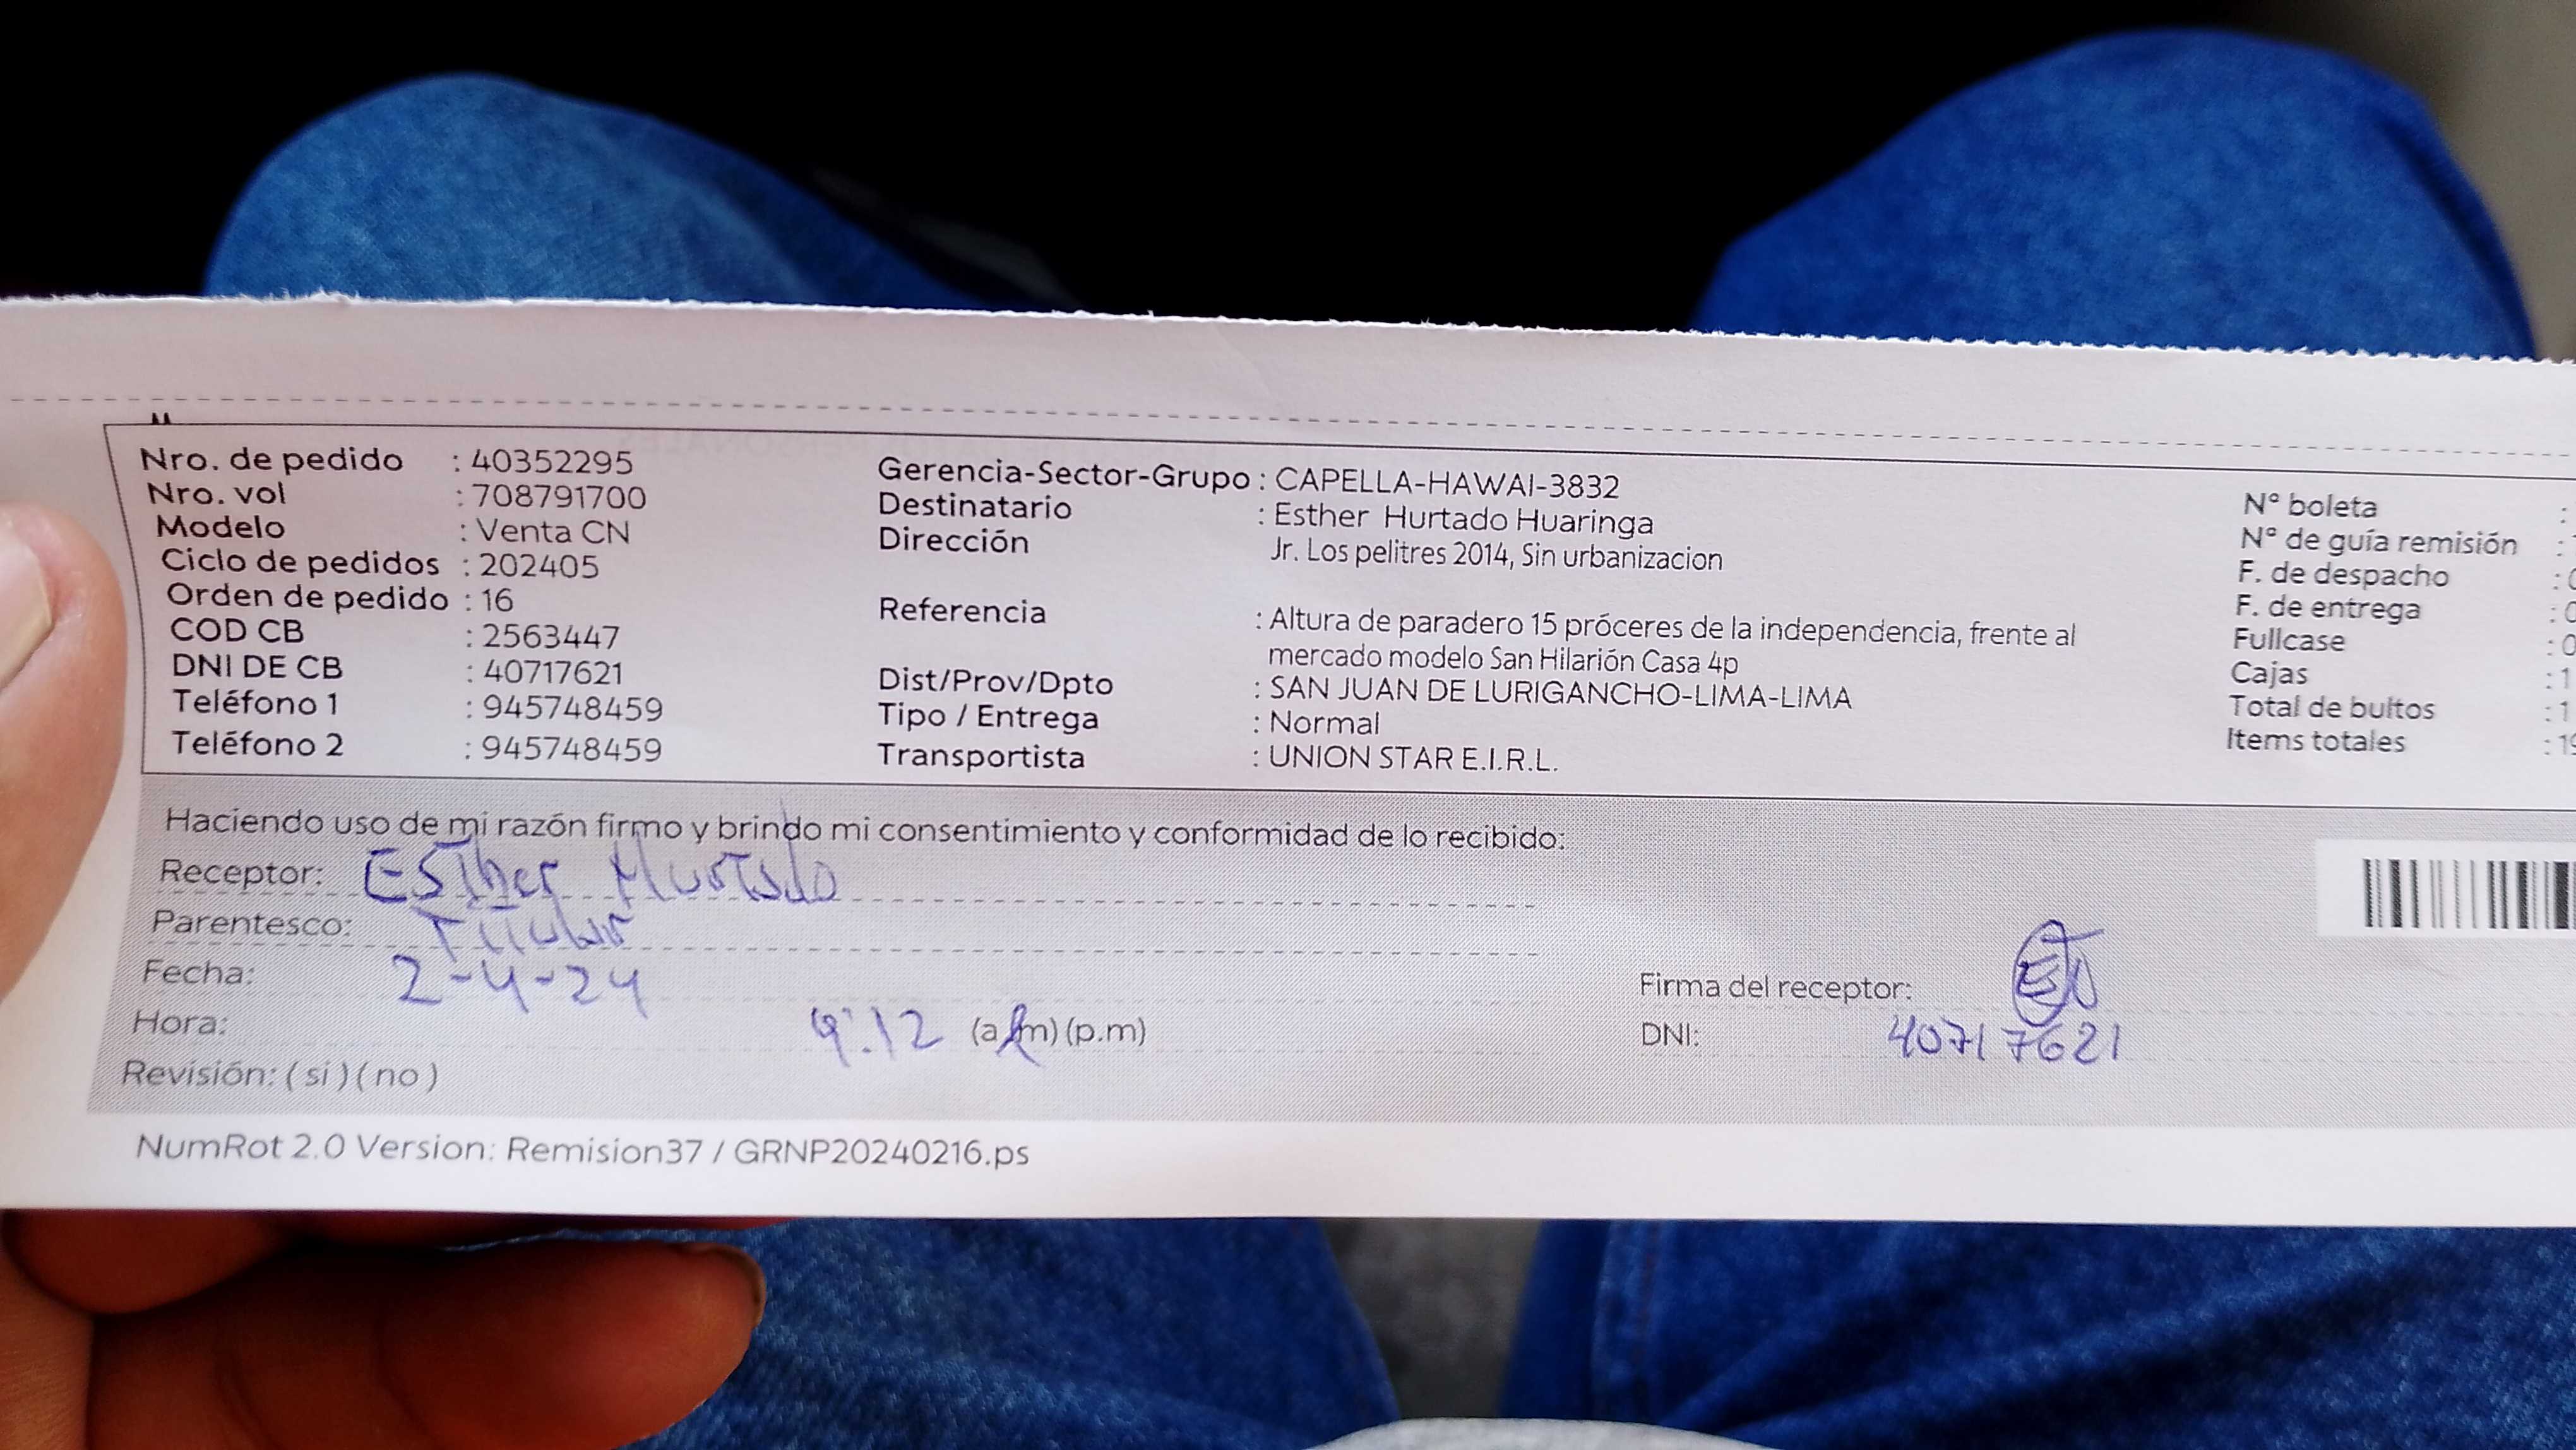 Nro. de pedido : 40352295
Nro. vol : 708791700
Modelo : Venta CN
Ciclo de pedidos : 202405
Orden de pedido : 16
COD CB : 2563447
DNI DE CB : 40717621
Teléfono 1 : 945748459
Teléfono 2 : 945748459
Gerencia-Sector-Grupo : CAPELLA-HAWAI-3832
Destinatario : Esther Hurtado Huaringa
Dirección Jr. Los pelitres 2014, Sin urbanizacion
Referencia : Altura de paradero 15 próceres de la independencia, frente al
mercado modelo San Hilarión Casa 4p
Dist/Prov/Dpto : SAN JUAN DE LURIGANCHO-LIMA-LIMA
Tipo / Entrega : Normal
Transportista : UNION STAR E.I.R.L.
N° boleta :
N° de guía remisión :
F. de despacho : 0
F. de entrega : 0
Fullcase : 0
Cajas : 1
Total de bultos : 1
Items totales : 19
Haciendo uso de mi razón firmo y brindo mi consentimiento y conformidad de lo recibido:
Receptor: Esther Hurtado
Parentesco: Titular
Fecha: 2-4-24
Hora: 9:12 (a.m) (p.m)
Revisión: ( si ) ( no )
Firma del receptor:
DNI: 40717621
NumRot 2.0 Version: Remision37 / GRNP20240216.ps